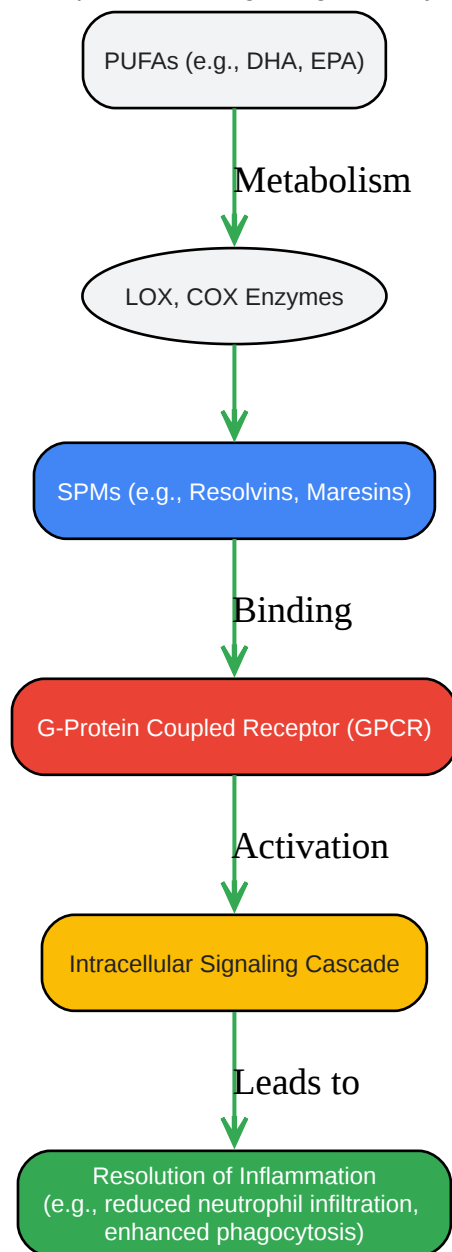 PUFAs (e.g., DHA, EPA)
Metabolism
LOX, COX Enzymes
SPMs (e.g., Resolvins, Maresins)
Binding
G-Protein Coupled Receptor (GPCR)
Activation
Intracellular Signaling Cascade
Leads to
Resolution of Inflammation
(e.g., reduced neutrophil infiltration,
enhanced phagocytosis)